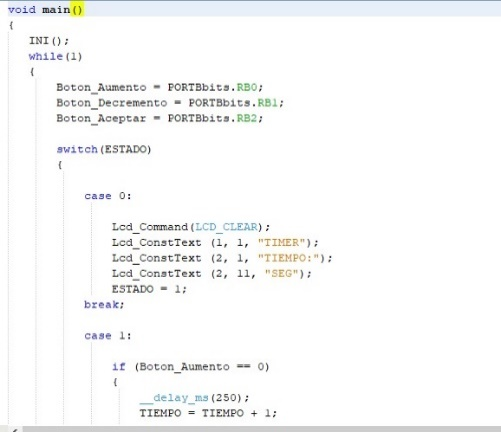 void main()
{
INI();
while(1)
{
Boton_Aumento = PORTBbits.RB0;
Boton_Decremento = PORTBbits.RB1;
Boton_Aceptar = PORTBbits.RB2;
switch(ESTADO)
{
case 0:
Lcd_Command(LCD_CLEAR);
Lcd_ConstText (1, 1, "TIMER");
Lcd_ConstText (2, 1, "TIEMPO:");
Lcd_ConstText (2, 11, "SEG");
ESTADO = 1;
break;
case 1:
if (Boton_Aumento == 0)
{
__delay_ms(250);
TIEMPO = TIEMPO + 1;